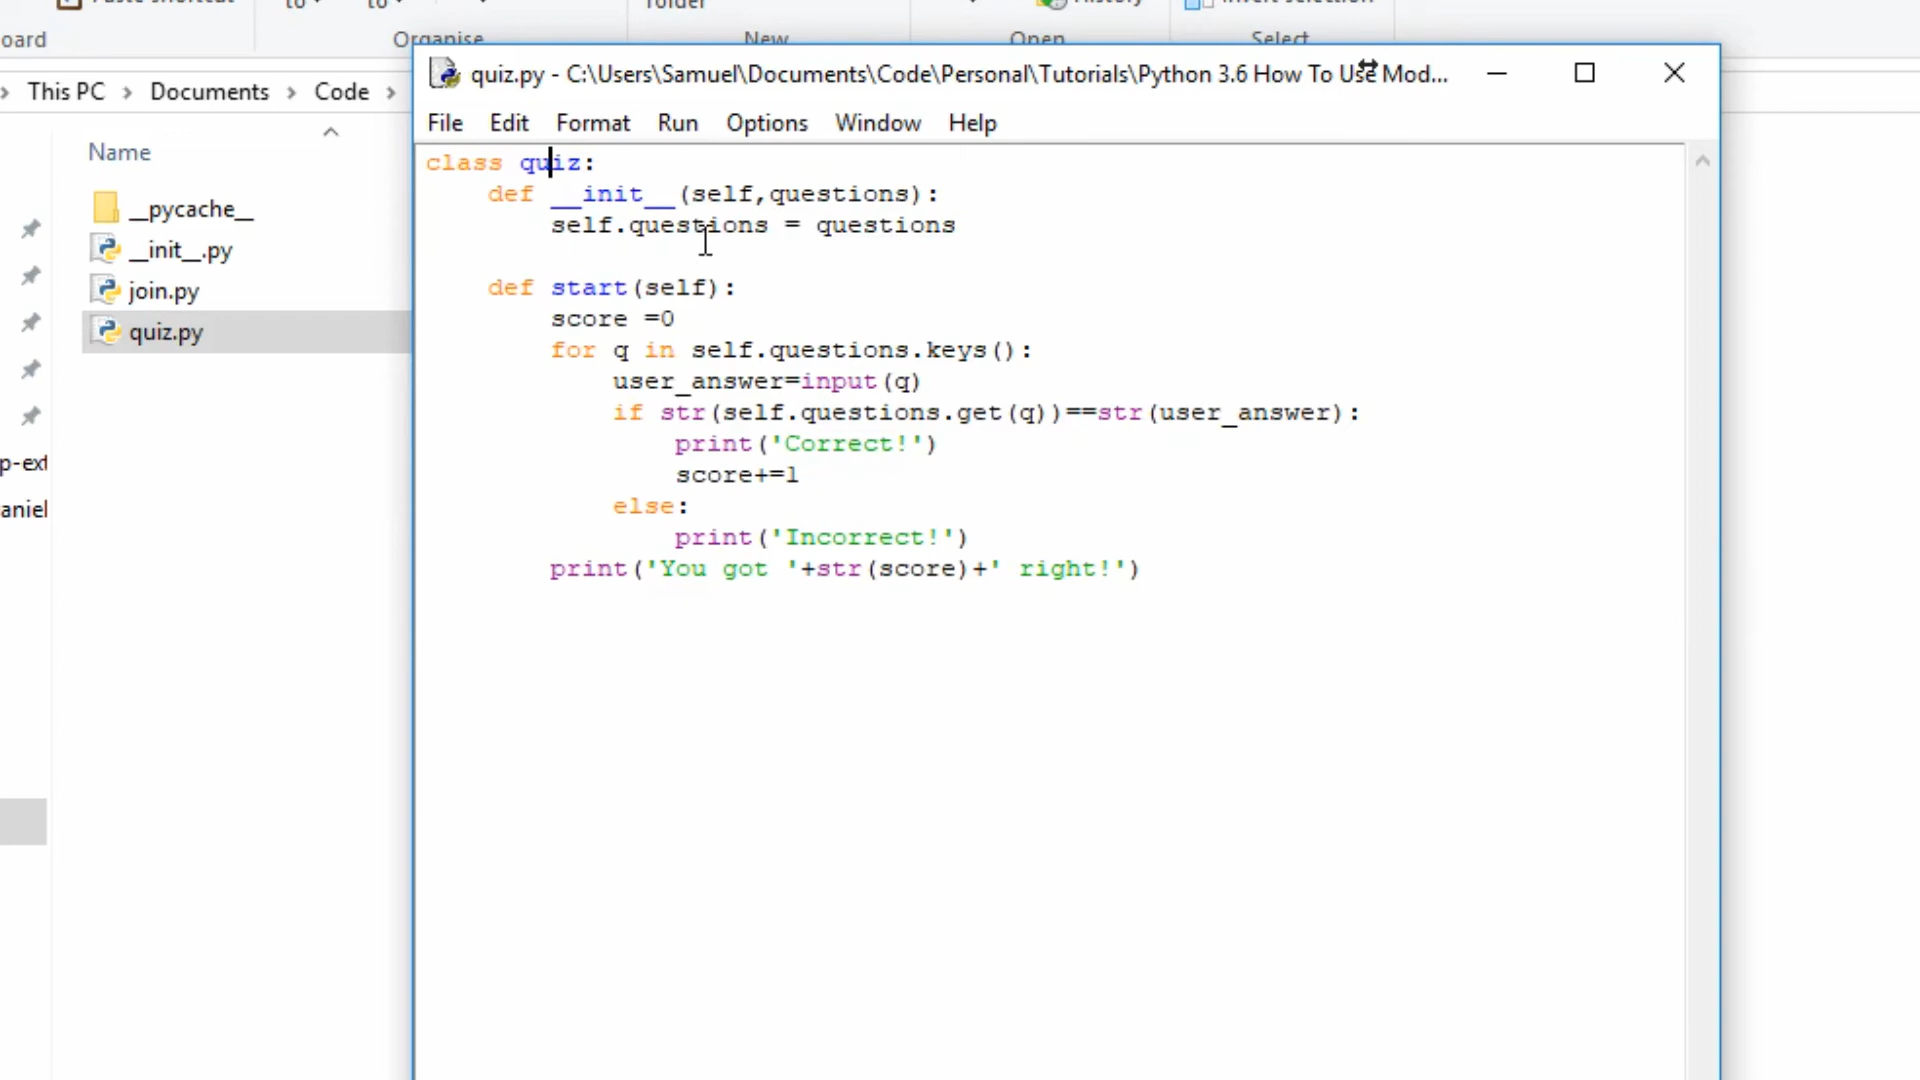 to to
folder
History
oard Organise New Open Select
quiz.py - C:\Users\Samuel\Documents\Code\Personal\Tutorials\Python 3.6 How To Use Mod...
This PC > Documents > Code >
File Edit Format Run Options Window Help
Name
__pycache__
__init__.py
join.py
quiz.py
p-ext
aniel
class quiz:
    def __init__(self,questions):
        self.questions = questions
    def start(self):
        score =0
        for q in self.questions.keys():
            user_answer=input(q)
            if str(self.questions.get(q))==str(user_answer):
                print('Correct!')
                score+=1
            else:
                print('Incorrect!')
        print('You got '+str(score)+' right!')